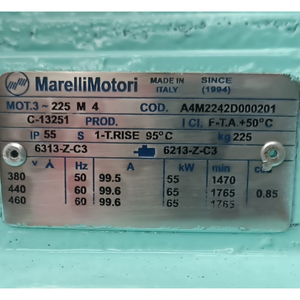 MarelliMotori
MADE IN ITALY
SINCE (1994)
MOT.3 ~ 225 M 4 COD. A4M2242D000201
C-13251 PROD. I Cl. F-T.A +50°C
IP 55 S 1-T.RISE 95°C kg 225
6313-Z-C3 6213-Z-C3
V Hz A kW min cos
380 50 99.5 55 1470 0.85
440 60 99.6 65 1765
460 60 99.6 65 1765